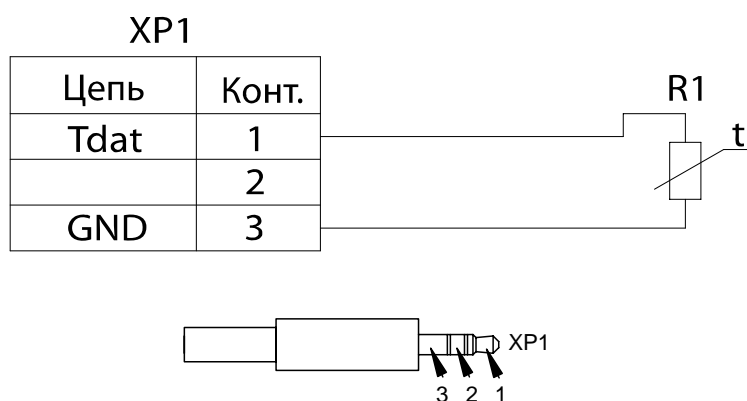 XP1
Цепь Конт.
R1
Tdat 1
t
2
GND 3
XP1
3 2 1